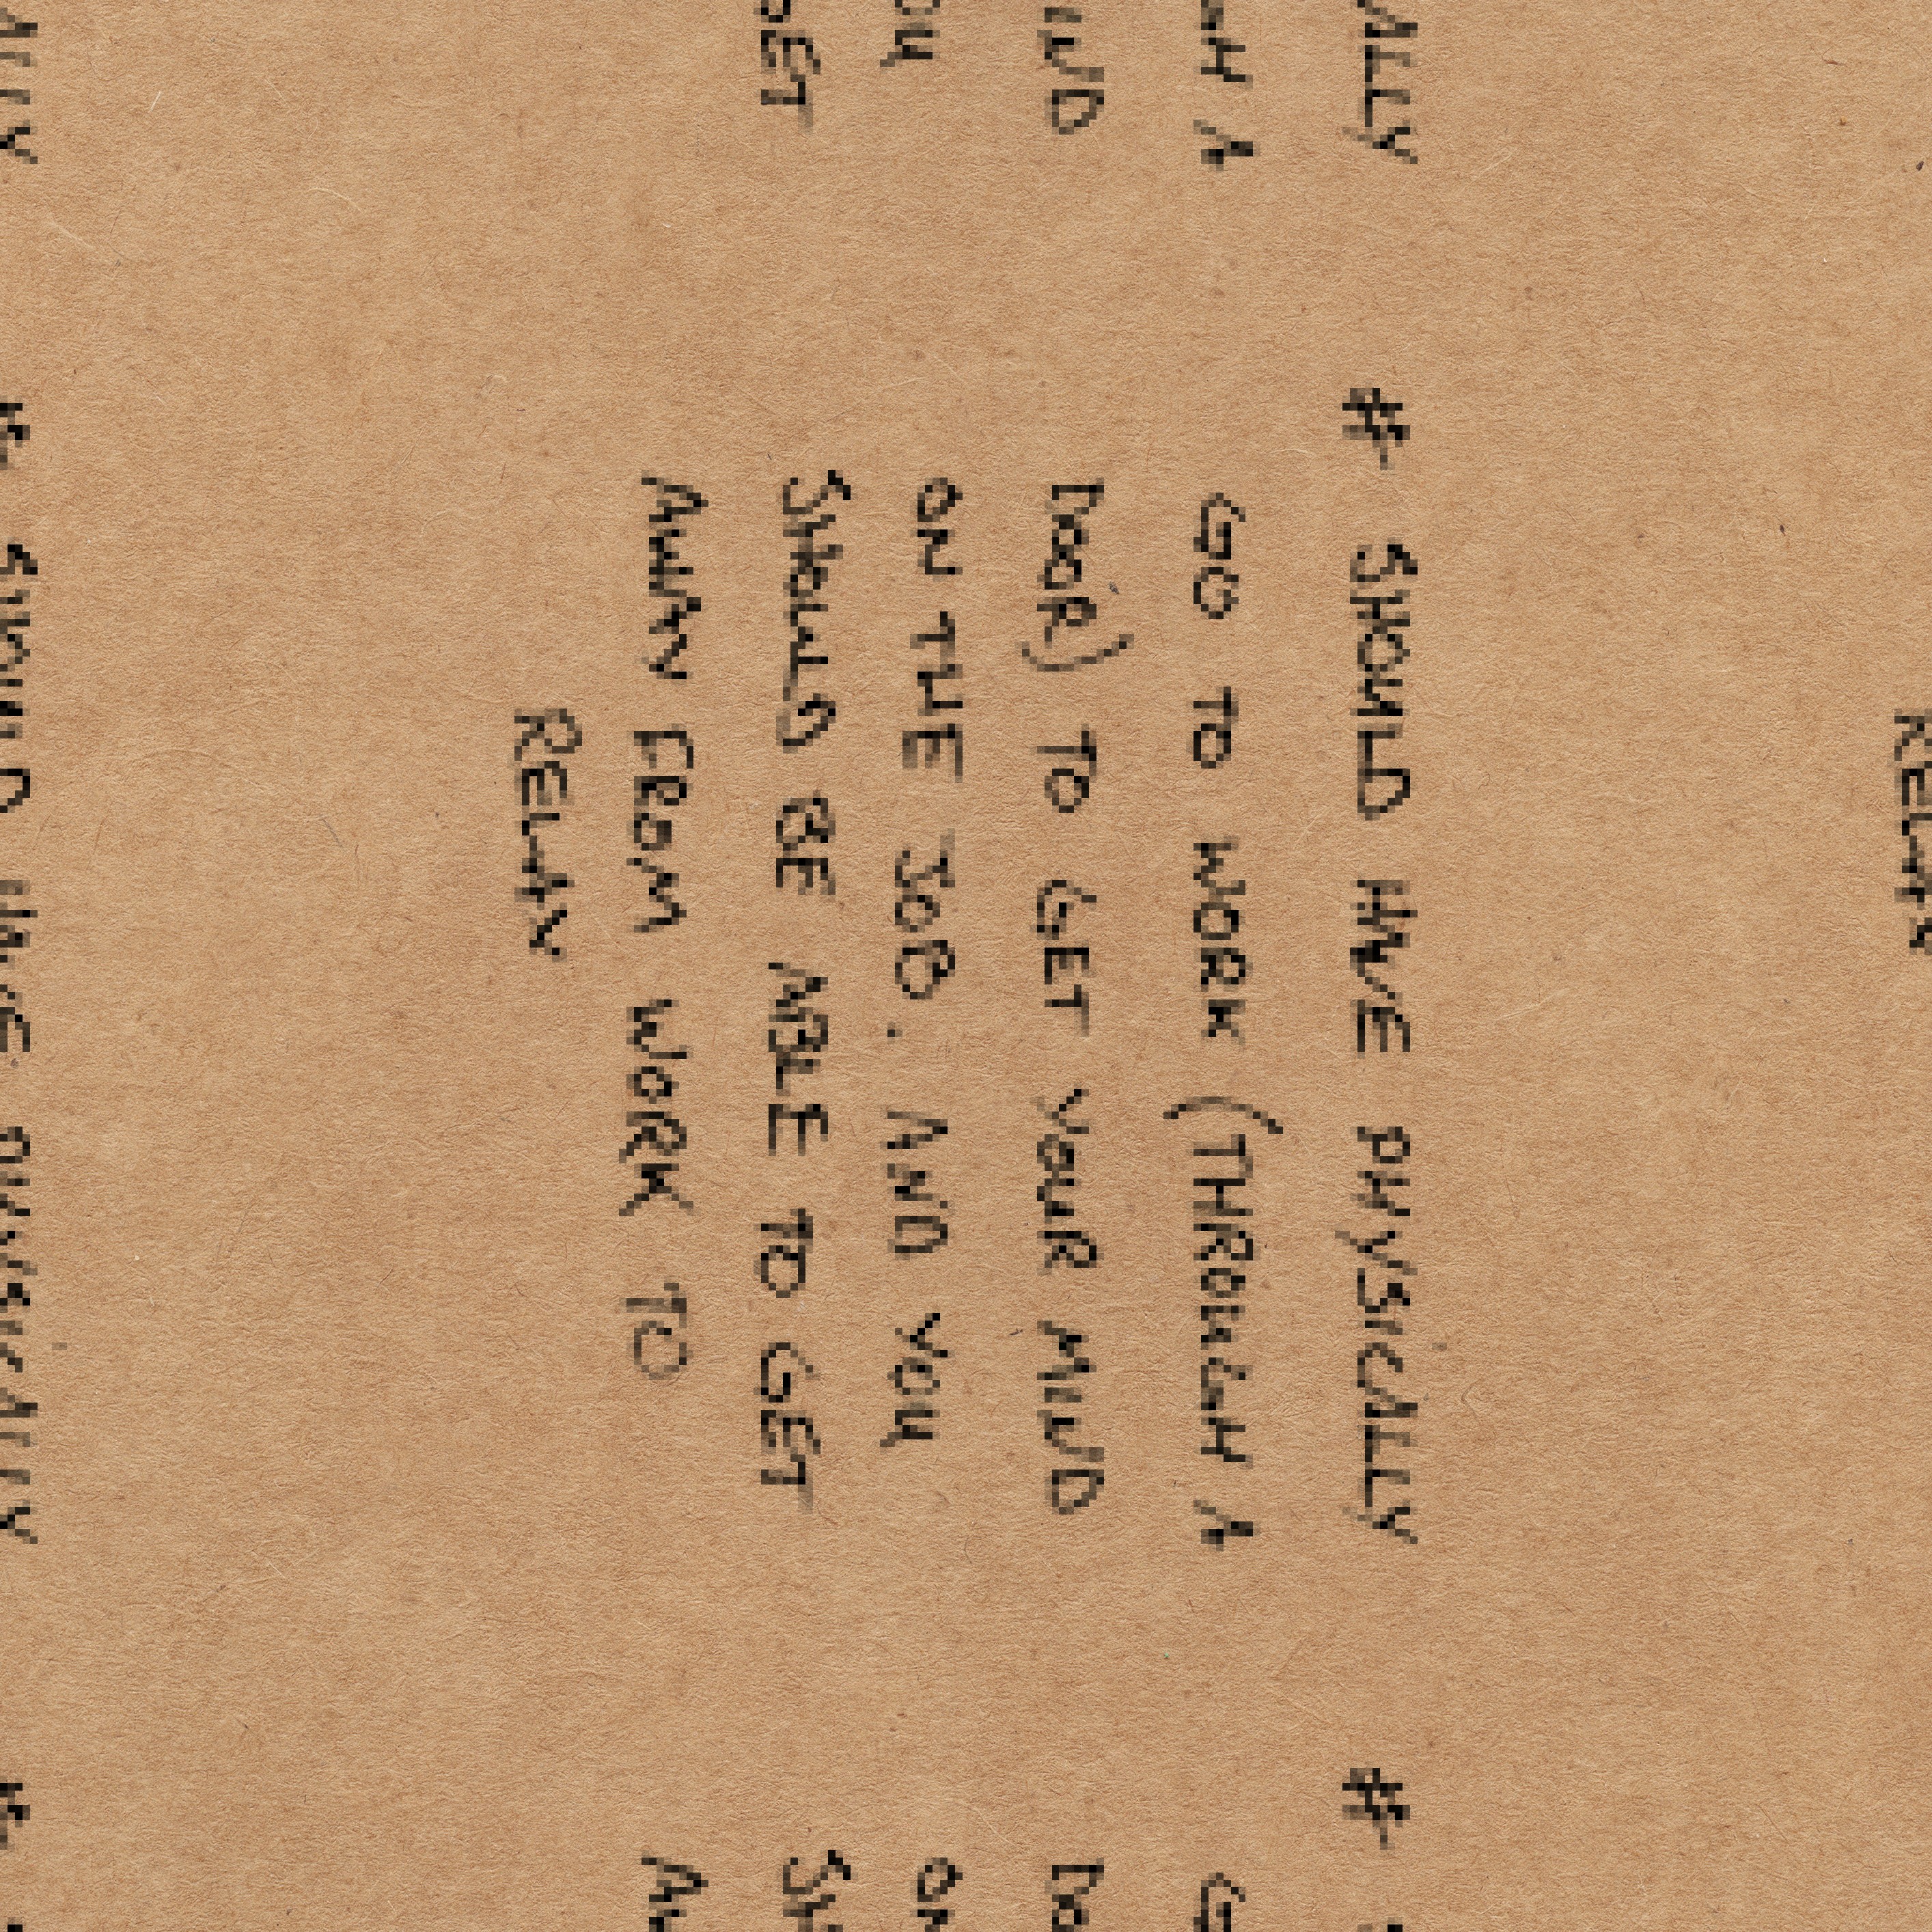 # SHOULD HAVE PHYSICALLY
GO TO WORK (THROUGH A
DOOR) TO GET YOUR MIND
ON THE JOB. AND YOU
SHOULD BE ABLE TO GET
AWAY FROM WORK TO
RELAX